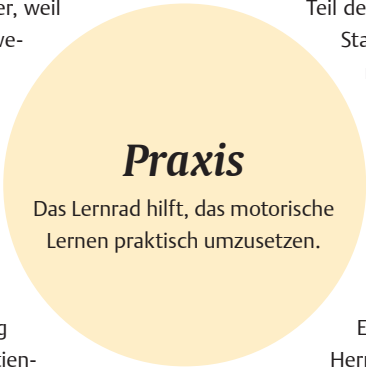 er, weil
Teil de
ve-
Sta
Praxis
Das Lernrad hilft, das motorische
Lernen praktisch umzusetzen.
g
E
tien-
Herr